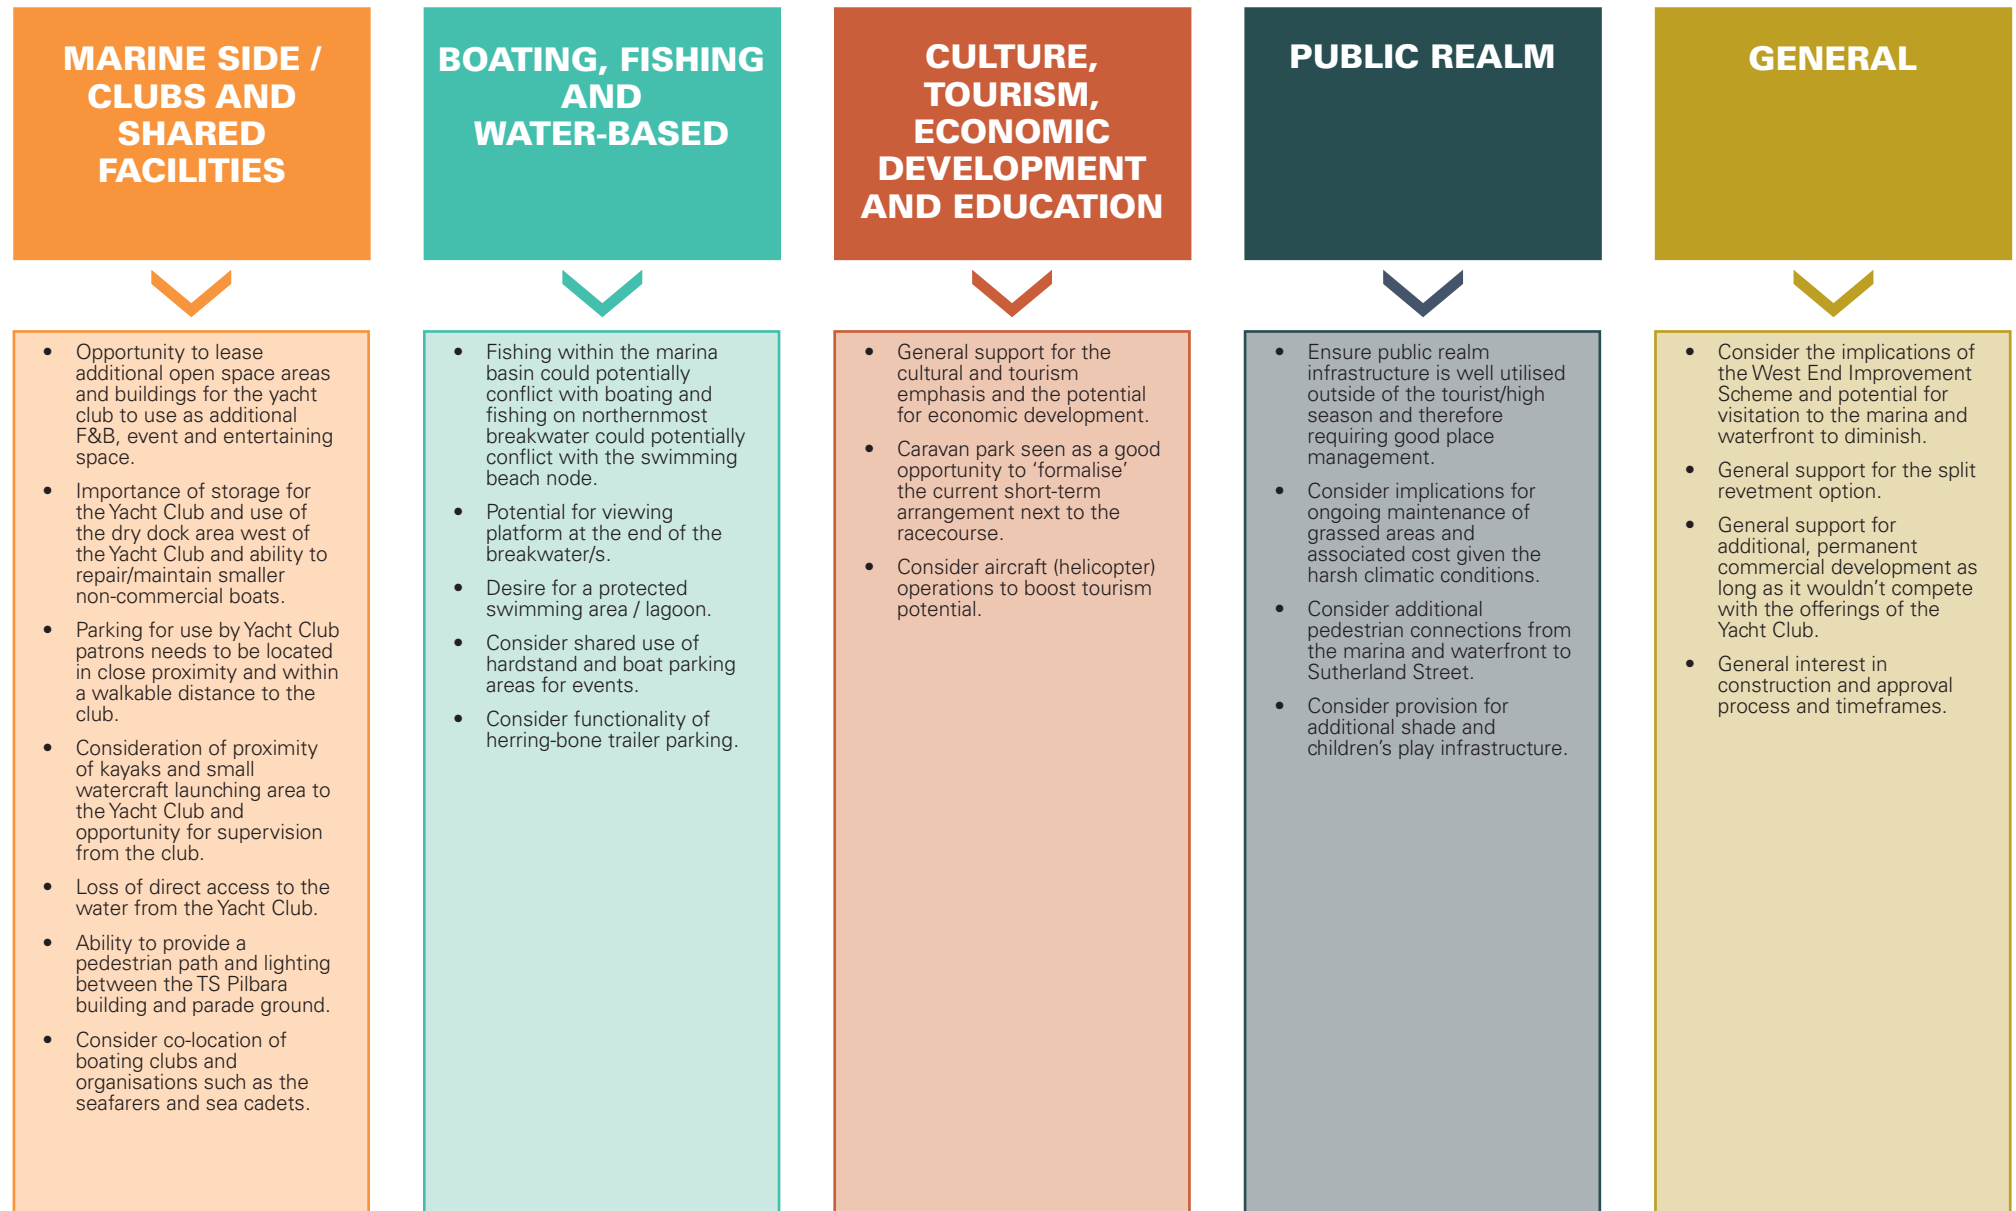 MARINE SIDE /
CLUBS AND
SHARED
FACILITIES
• Opportunity to lease
additional open space areas
and buildings for the yacht
club to use as additional
F&B, event and entertaining
space.
• Importance of storage for
the Yacht Club and use of
the dry dock area west of
the Yacht Club and ability to
repair/maintain smaller
non-commercial boats.
• Parking for use by Yacht Club
patrons needs to be located
in close proximity and within
a walkable distance to the
club.
• Consideration of proximity
of kayaks and small
watercraft launching area to
the Yacht Club and
opportunity for supervision
from the club.
• Loss of direct access to the
water from the Yacht Club.
• Ability to provide a
pedestrian path and lighting
between the TS Pilbara
building and parade ground.
• Consider co-location of
boating clubs and
organisations such as the
seafarers and sea cadets.
BOATING, FISHING
AND
WATER-BASED
• Fishing within the marina
basin could potentially
conflict with boating and
fishing on northernmost
breakwater could potentially
conflict with the swimming
beach node.
• Potential for viewing
platform at the end of the
breakwater/s.
• Desire for a protected
swimming area / lagoon.
• Consider shared use of
hardstand and boat parking
areas for events.
• Consider functionality of
herring-bone trailer parking.
CULTURE,
TOURISM,
ECONOMIC
DEVELOPMENT
AND EDUCATION
• General support for the
cultural and tourism
emphasis and the potential
for economic development.
• Caravan park seen as a good
opportunity to ‘formalise’
the current short-term
arrangement next to the
racecourse.
• Consider aircraft (helicopter)
operations to boost tourism
potential.
PUBLIC REALM
• Ensure public realm
infrastructure is well utilised
outside of the tourist/high
season and therefore
requiring good place
management.
• Consider implications for
ongoing maintenance of
grassed areas and
associated cost given the
harsh climatic conditions.
• Consider additional
pedestrian connections from
the marina and waterfront to
Sutherland Street.
• Consider provision for
additional shade and
children’s play infrastructure.
GENERAL
• Consider the implications of
the West End Improvement
Scheme and potential for
visitation to the marina and
waterfront to diminish.
• General support for the split
revetment option.
• General support for
additional, permanent
commercial development as
long as it wouldn’t compete
with the offerings of the
Yacht Club.
• General interest in
construction and approval
process and timeframes.